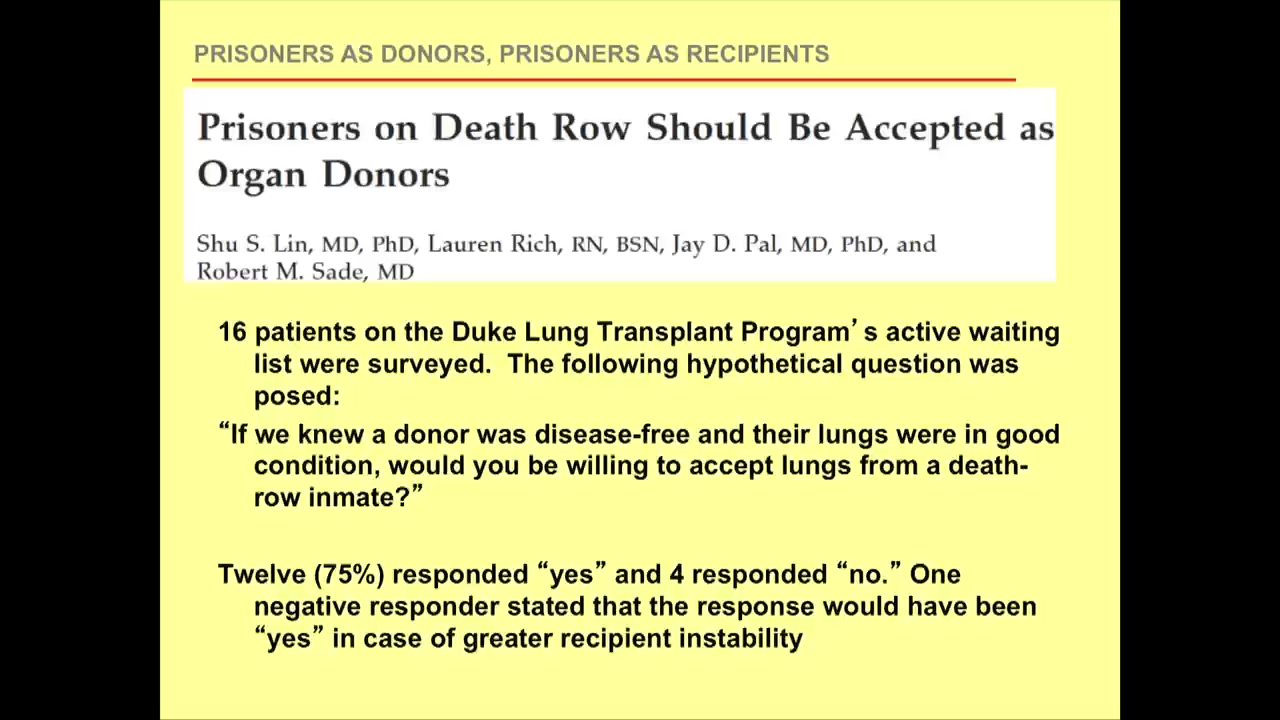 PRISONERS AS DONORS, PRISONERS AS RECIPIENTS
Prisoners on Death Row Should Be Accepted as
Organ Donors
Shu S. Lin, MD, PhD, Lauren Rich, RN, BSN, Jay D. Pal, MD, PhD, and
Robert M. Sade, MD
16 patients on the Duke Lung Transplant Program’s active waiting
list were surveyed.  The following hypothetical question was
posed:
“If we knew a donor was disease-free and their lungs were in good
condition, would you be willing to accept lungs from a death-
row inmate?”
Twelve (75%) responded “yes” and 4 responded “no.” One
negative responder stated that the response would have been
“yes” in case of greater recipient instability